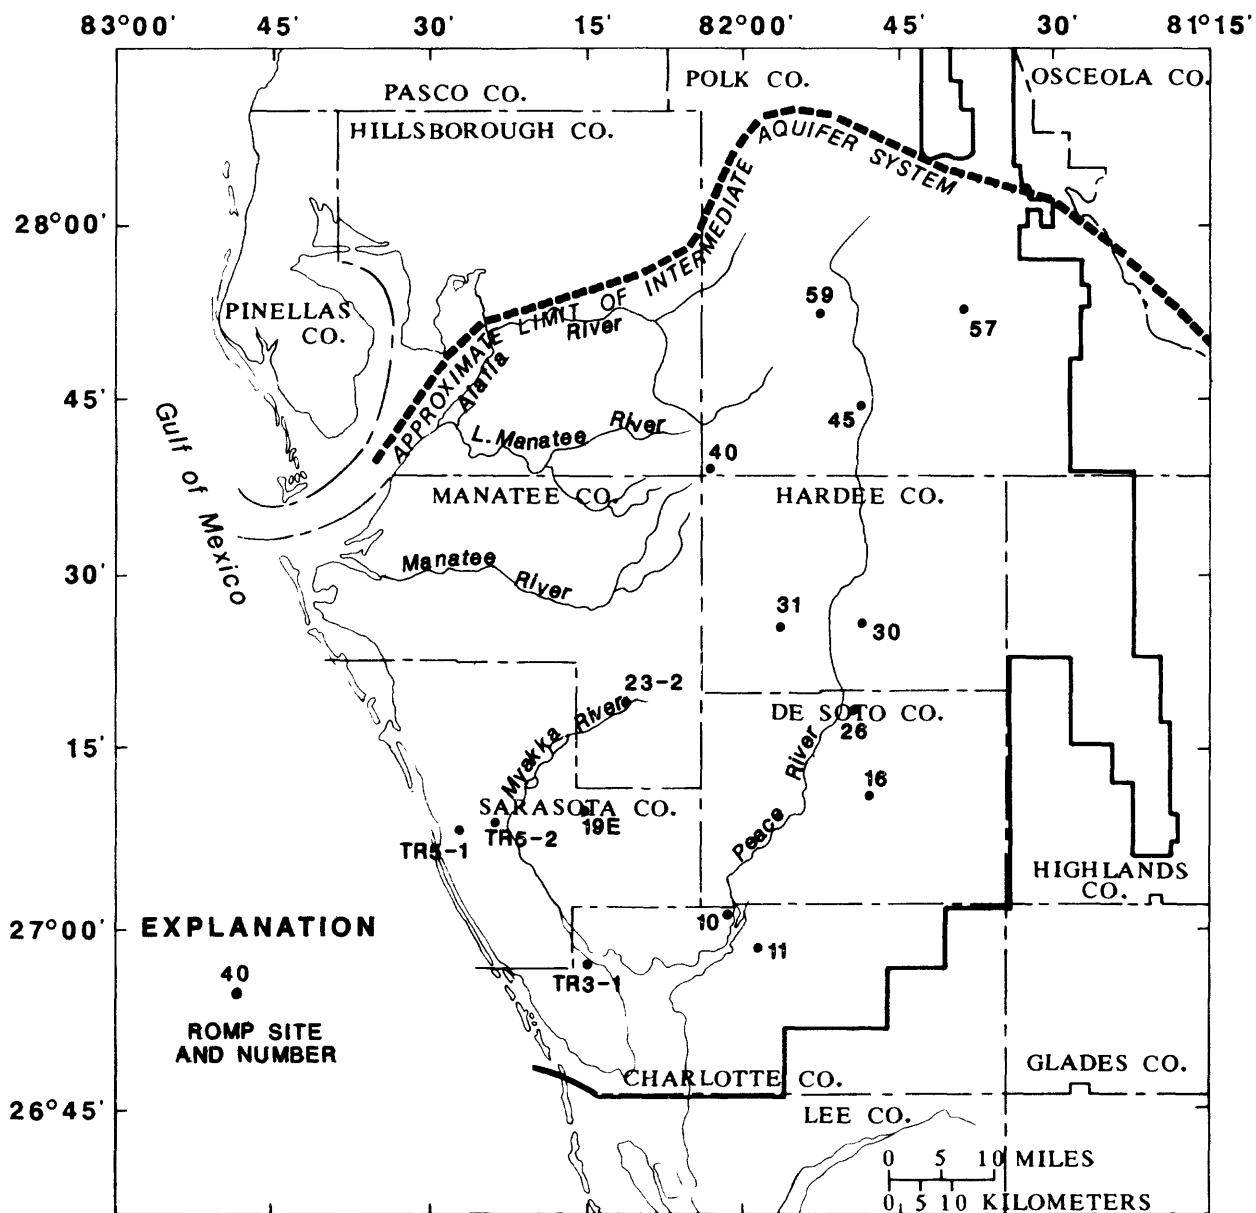 83°00' 45' 30' 15' 82°00' 45' 30' 81°15'
POLK CO.
OSCEOLA CO.
PASCO CO.
HILLSBOROUGH CO.
APPROXIMATE LIMIT OF INTERMEDIATE AQUIFER SYSTEM
28°00'
PINELLAS
CO.
59
57
Alafia
River
45'
45
L. Manatee River
40
Gulf of Mexico
MANATEE CO.
HARDEE CO.
30'
Manatee River
31
30
23-2
DE SOTO CO.
26
15'
Myakka River
Peace River
16
SARASOTA CO.
19E
TR5-2
TR5-1
HIGHLANDS
CO.
27°00'
10
11
TR3-1
EXPLANATION
40
ROMP SITE
AND NUMBER
CHARLOTTE CO.
GLADES CO.
26°45'
LEE CO.
0 5 10 MILES
0 5 10 KILOMETERS